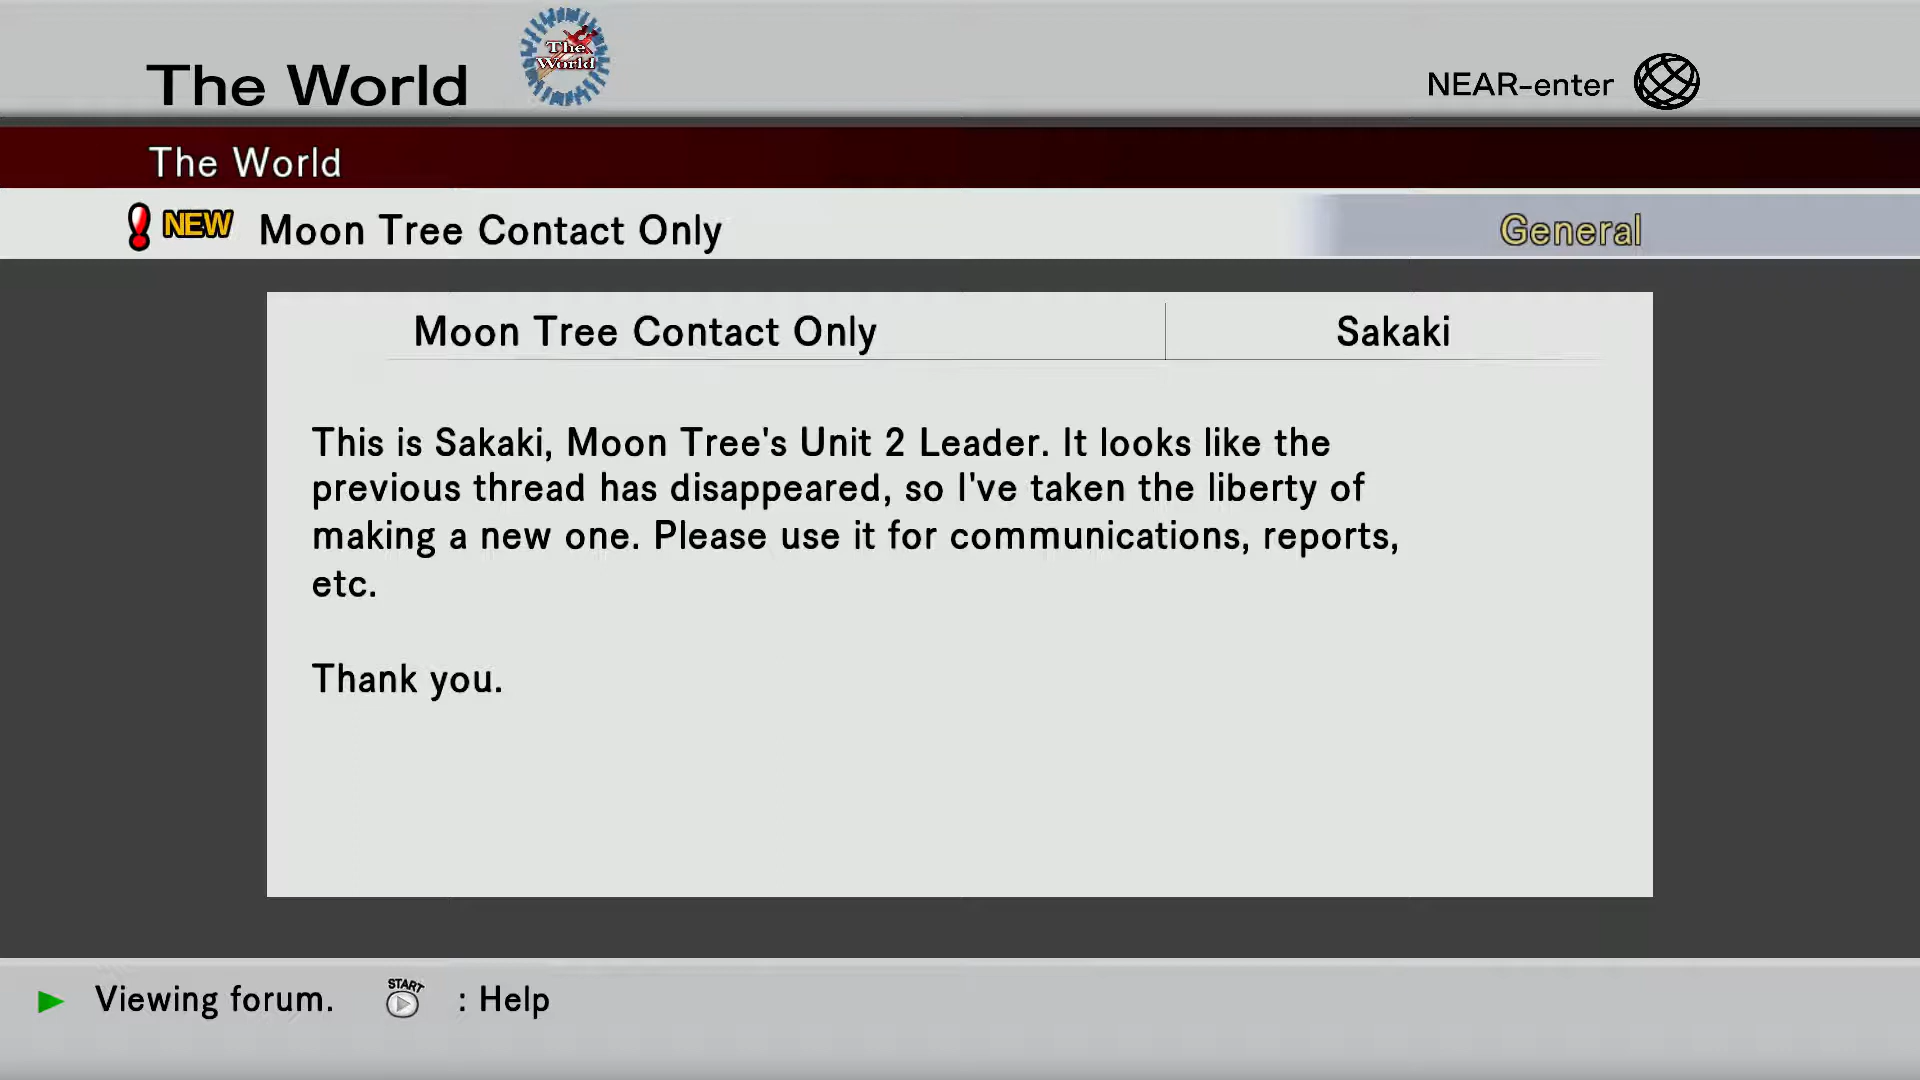 The World
The
World
NEAR-enter
The World
NEW Moon Tree Contact Only
General
Moon Tree Contact Only
Sakaki
This is Sakaki, Moon Tree's Unit 2 Leader. It looks like the
previous thread has disappeared, so I've taken the liberty of
making a new one. Please use it for communications, reports,
etc.
Thank you.
Viewing forum.
START
: Help